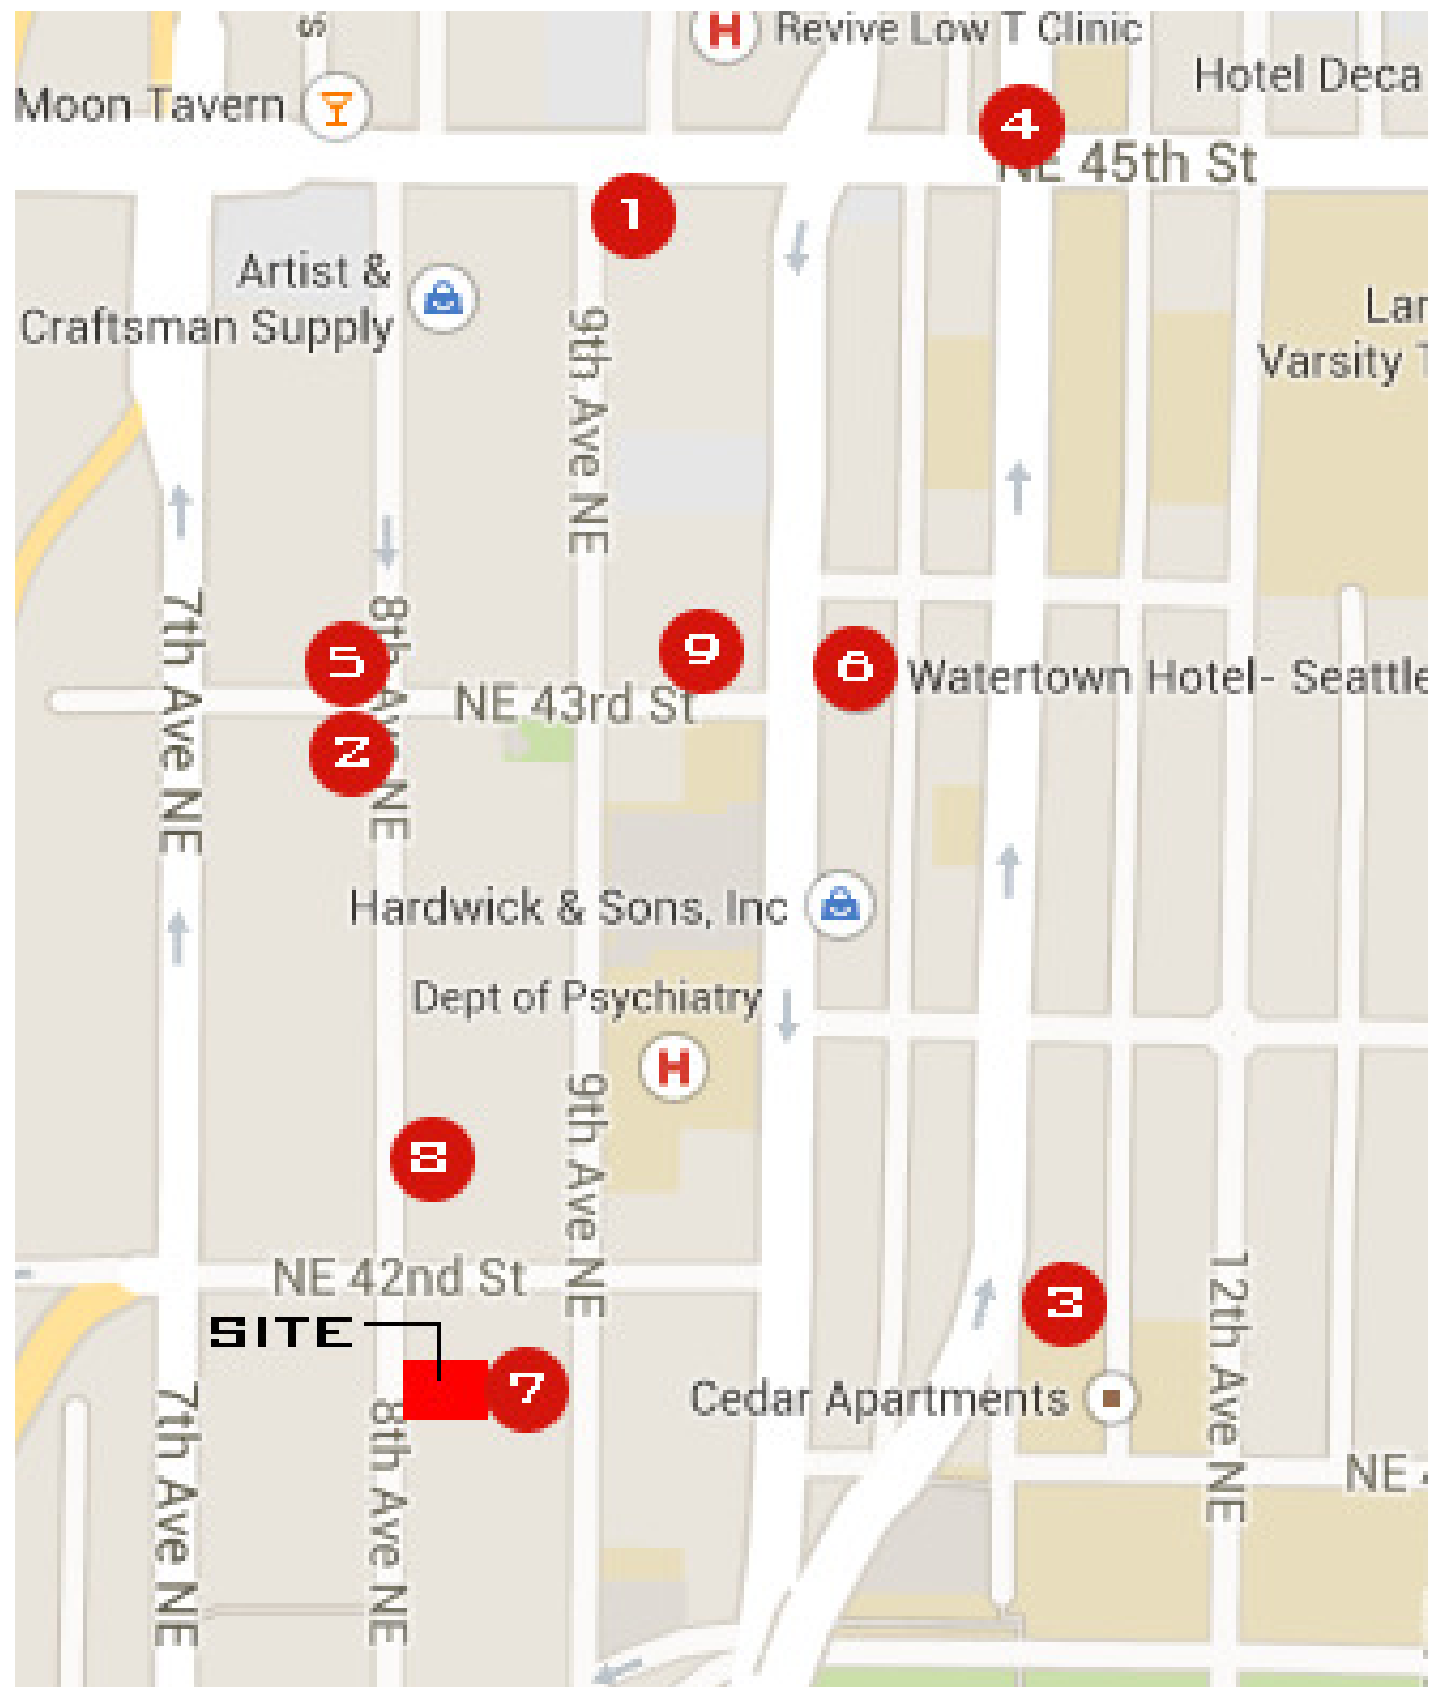 S
H Revive Low T Clinic
Hotel Deca
Moon Tavern
4
NE 45th St
1
Artist &
Craftsman Supply
9th Ave NE
Lar
Varsity T
7th Ave NE
8th Ave NE
5
9
6
Watertown Hotel- Seattle
NE 43rd St
2
Hardwick & Sons, Inc
Dept of Psychiatry
H
9th Ave NE
8
NE 42nd St
12th Ave NE
3
SITE
7
Cedar Apartments
7th Ave NE
8th Ave NE
NE